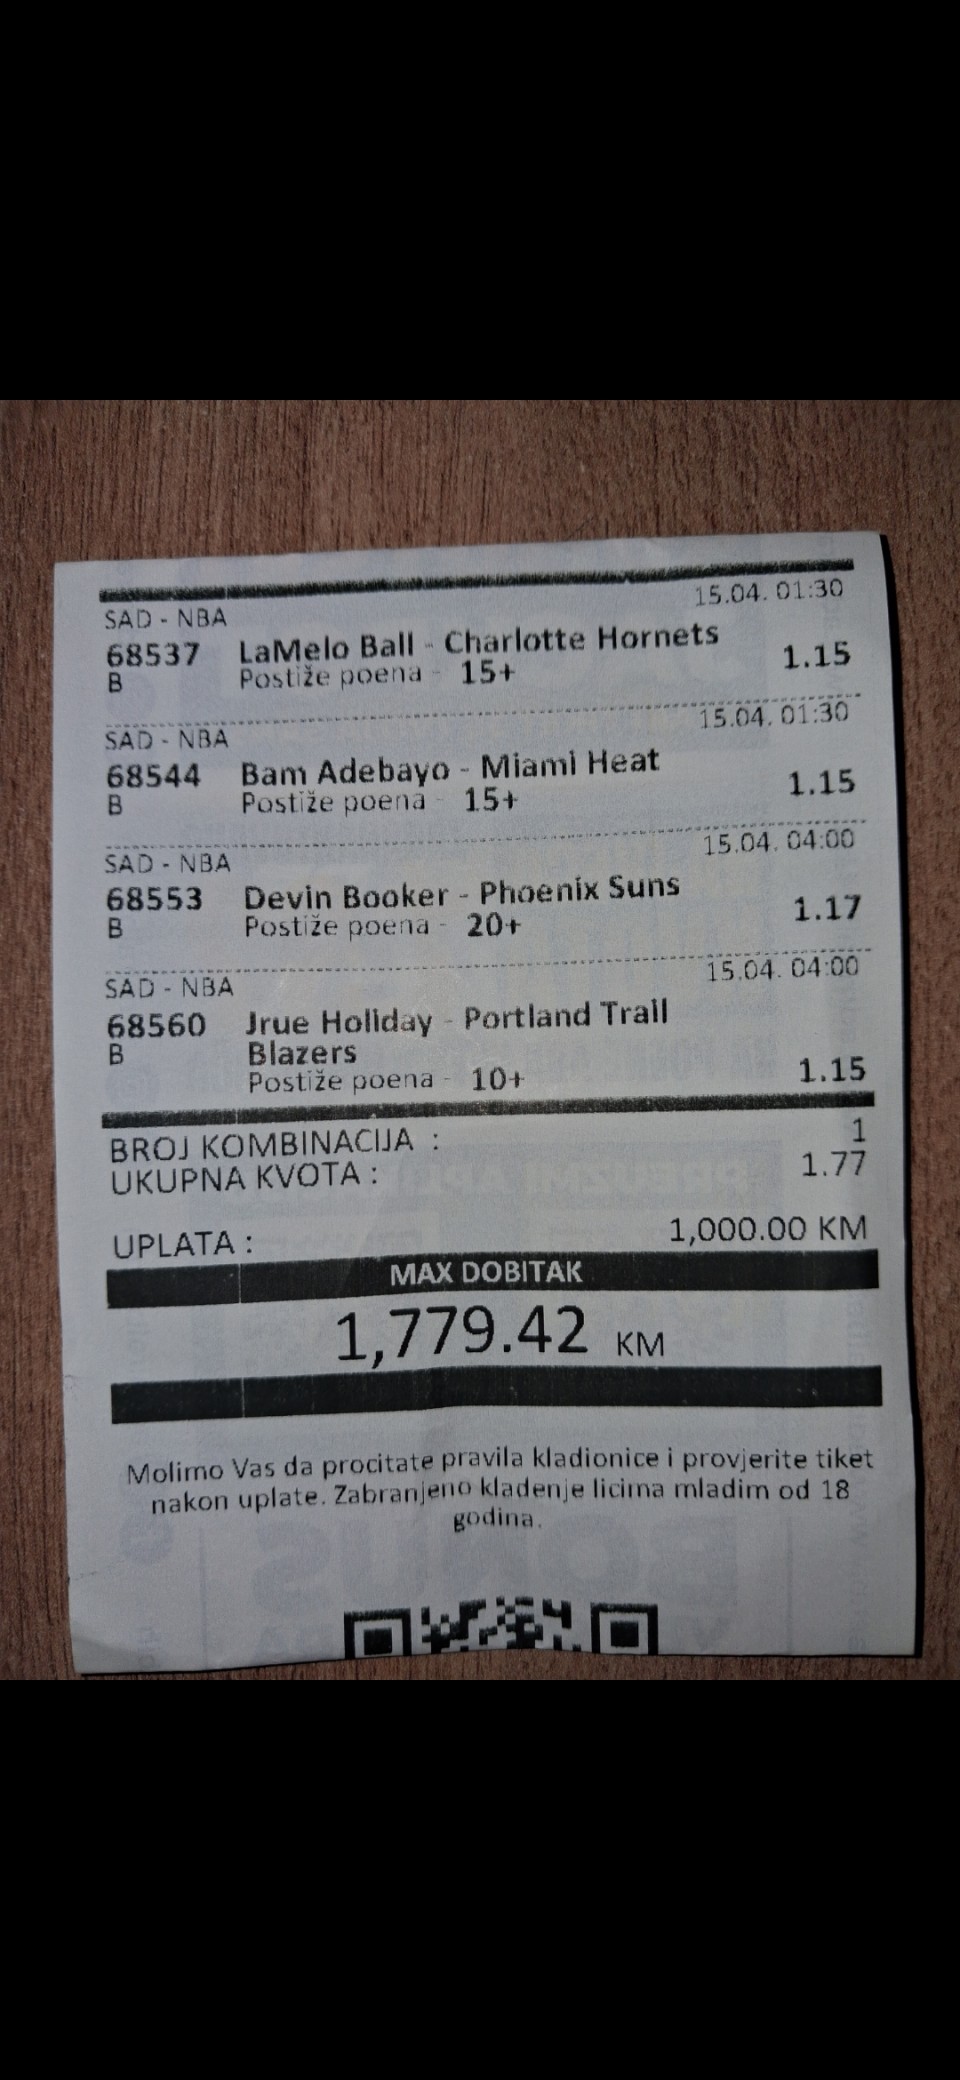 15.04. 01:30
SAD - NBA
68537 LaMelo Ball - Charlotte Hornets 1.15
B Postiže poena - 15+
15.04. 01:30
SAD - NBA
68544 Bam Adebayo - Miami Heat 1.15
B Postiže poena - 15+
15.04. 04:00
SAD - NBA
68553 Devin Booker - Phoenix Suns 1.17
B Postiže poena - 20+
15.04. 04:00
SAD - NBA
68560 Jrue Holiday - Portland Trail
B Blazers
Postiže poena - 10+ 1.15
BROJ KOMBINACIJA : 1
UKUPNA KVOTA : 1.77
UPLATA : 1,000.00 KM
MAX DOBITAK
1,779.42 KM
Molimo Vas da procitate pravila kladionice i provjerite tiket
nakon uplate. Zabranjeno kladenje licima mladim od 18
godina.